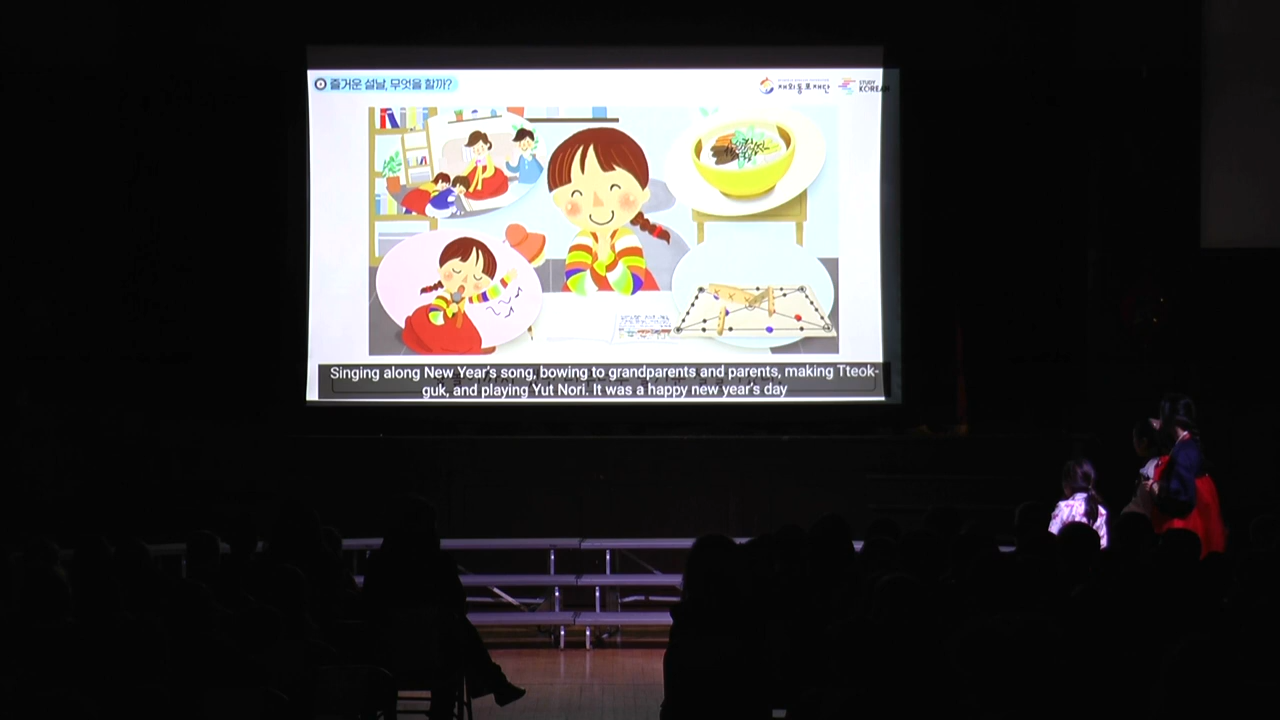 즐거운 설날, 무엇을 할까?
재외동포재단
STUDY
KOREAN
Singing along New Year's song, bowing to grandparents and parents, making Tteok-
guk, and playing Yut Nori. It was a happy new year's day